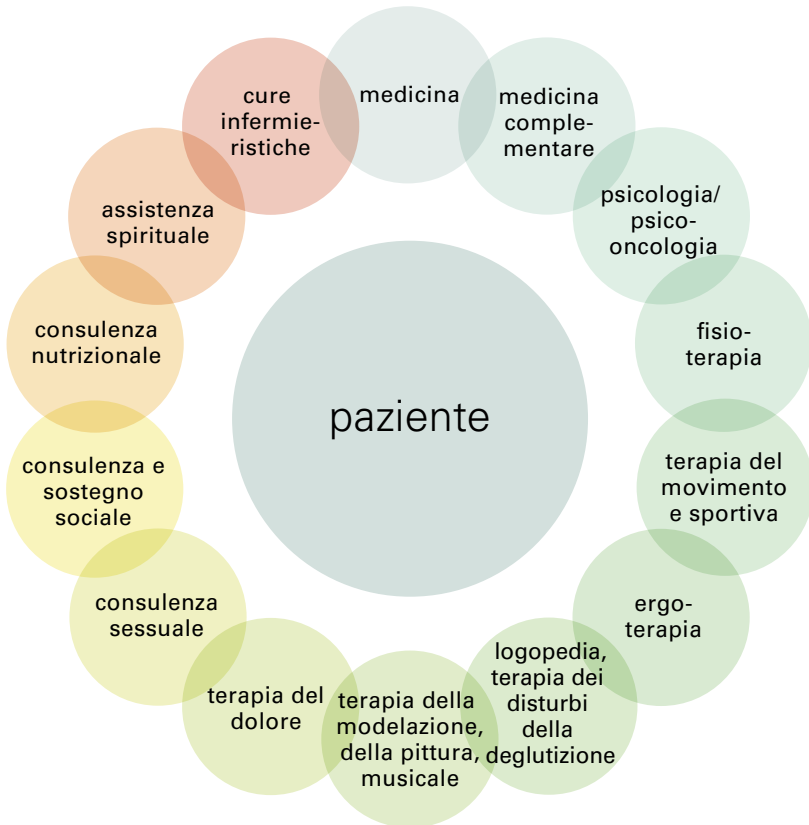 medicina
medicina
comple-
mentare
psicologia/
psico-
oncologia
fisio-
terapia
terapia del
movimento
e sportiva
ergo-
terapia
logopedia,
terapia dei
disturbi
della
deglutizione
terapia della
modelazione,
della pittura,
musicale
terapia del
dolore
consulenza
sessuale
consulenza e
sostegno
sociale
consulenza
nutrizionale
assistenza
spirituale
cure
infermie-
ristiche
paziente